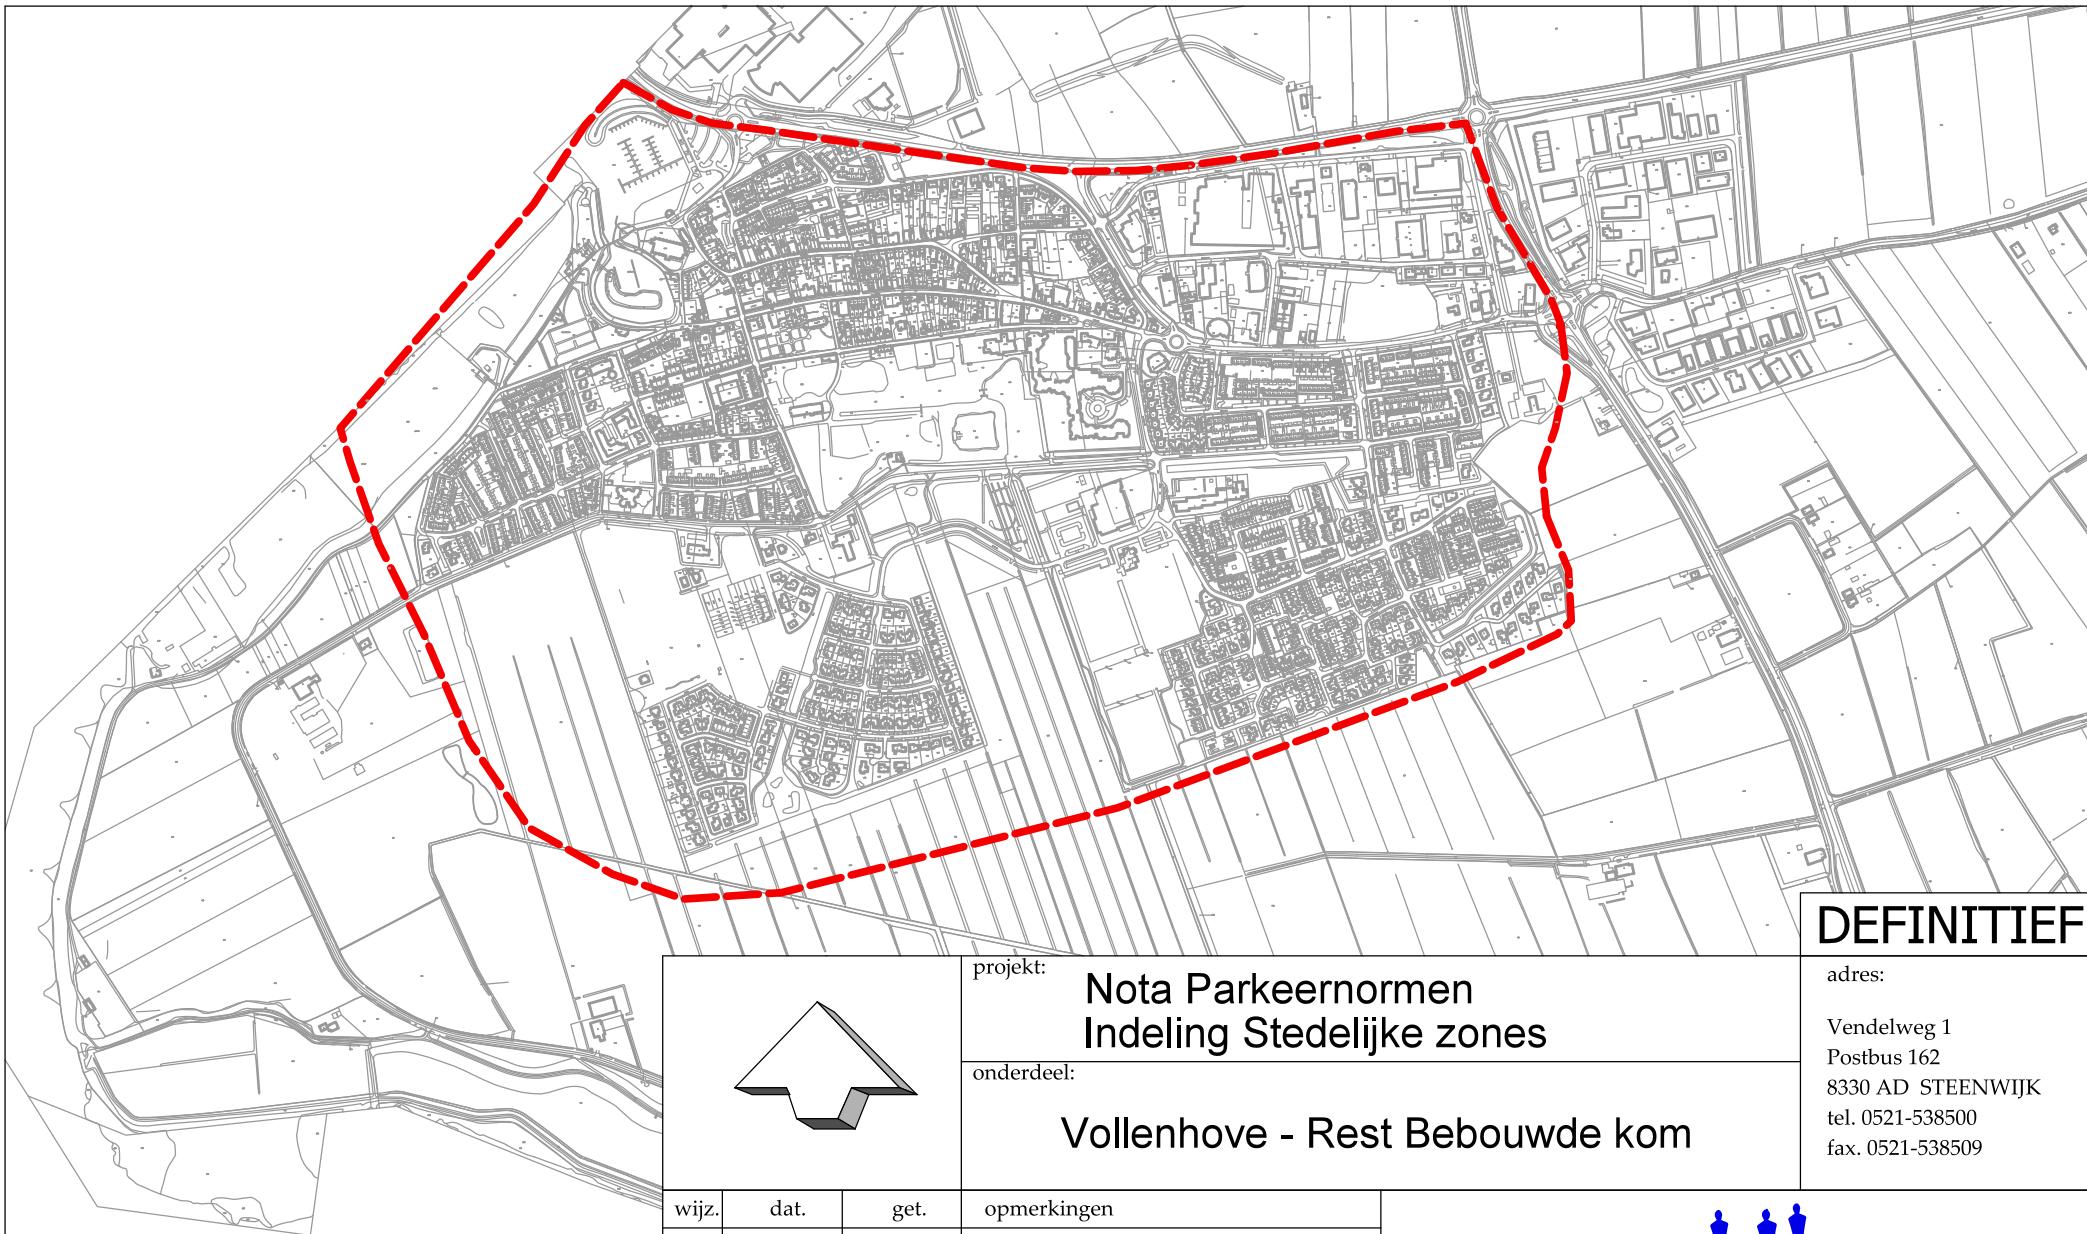 DEFINITIEF
projekt:
Nota Parkeernormen
Indeling Stedelijke zones
onderdeel:
Vollenhove - Rest Bebouwde kom
adres:
Vendelweg 1
Postbus 162
8330 AD STEENWIJK
tel. 0521-538500
fax. 0521-538509
wijz. dat. get. opmerkingen